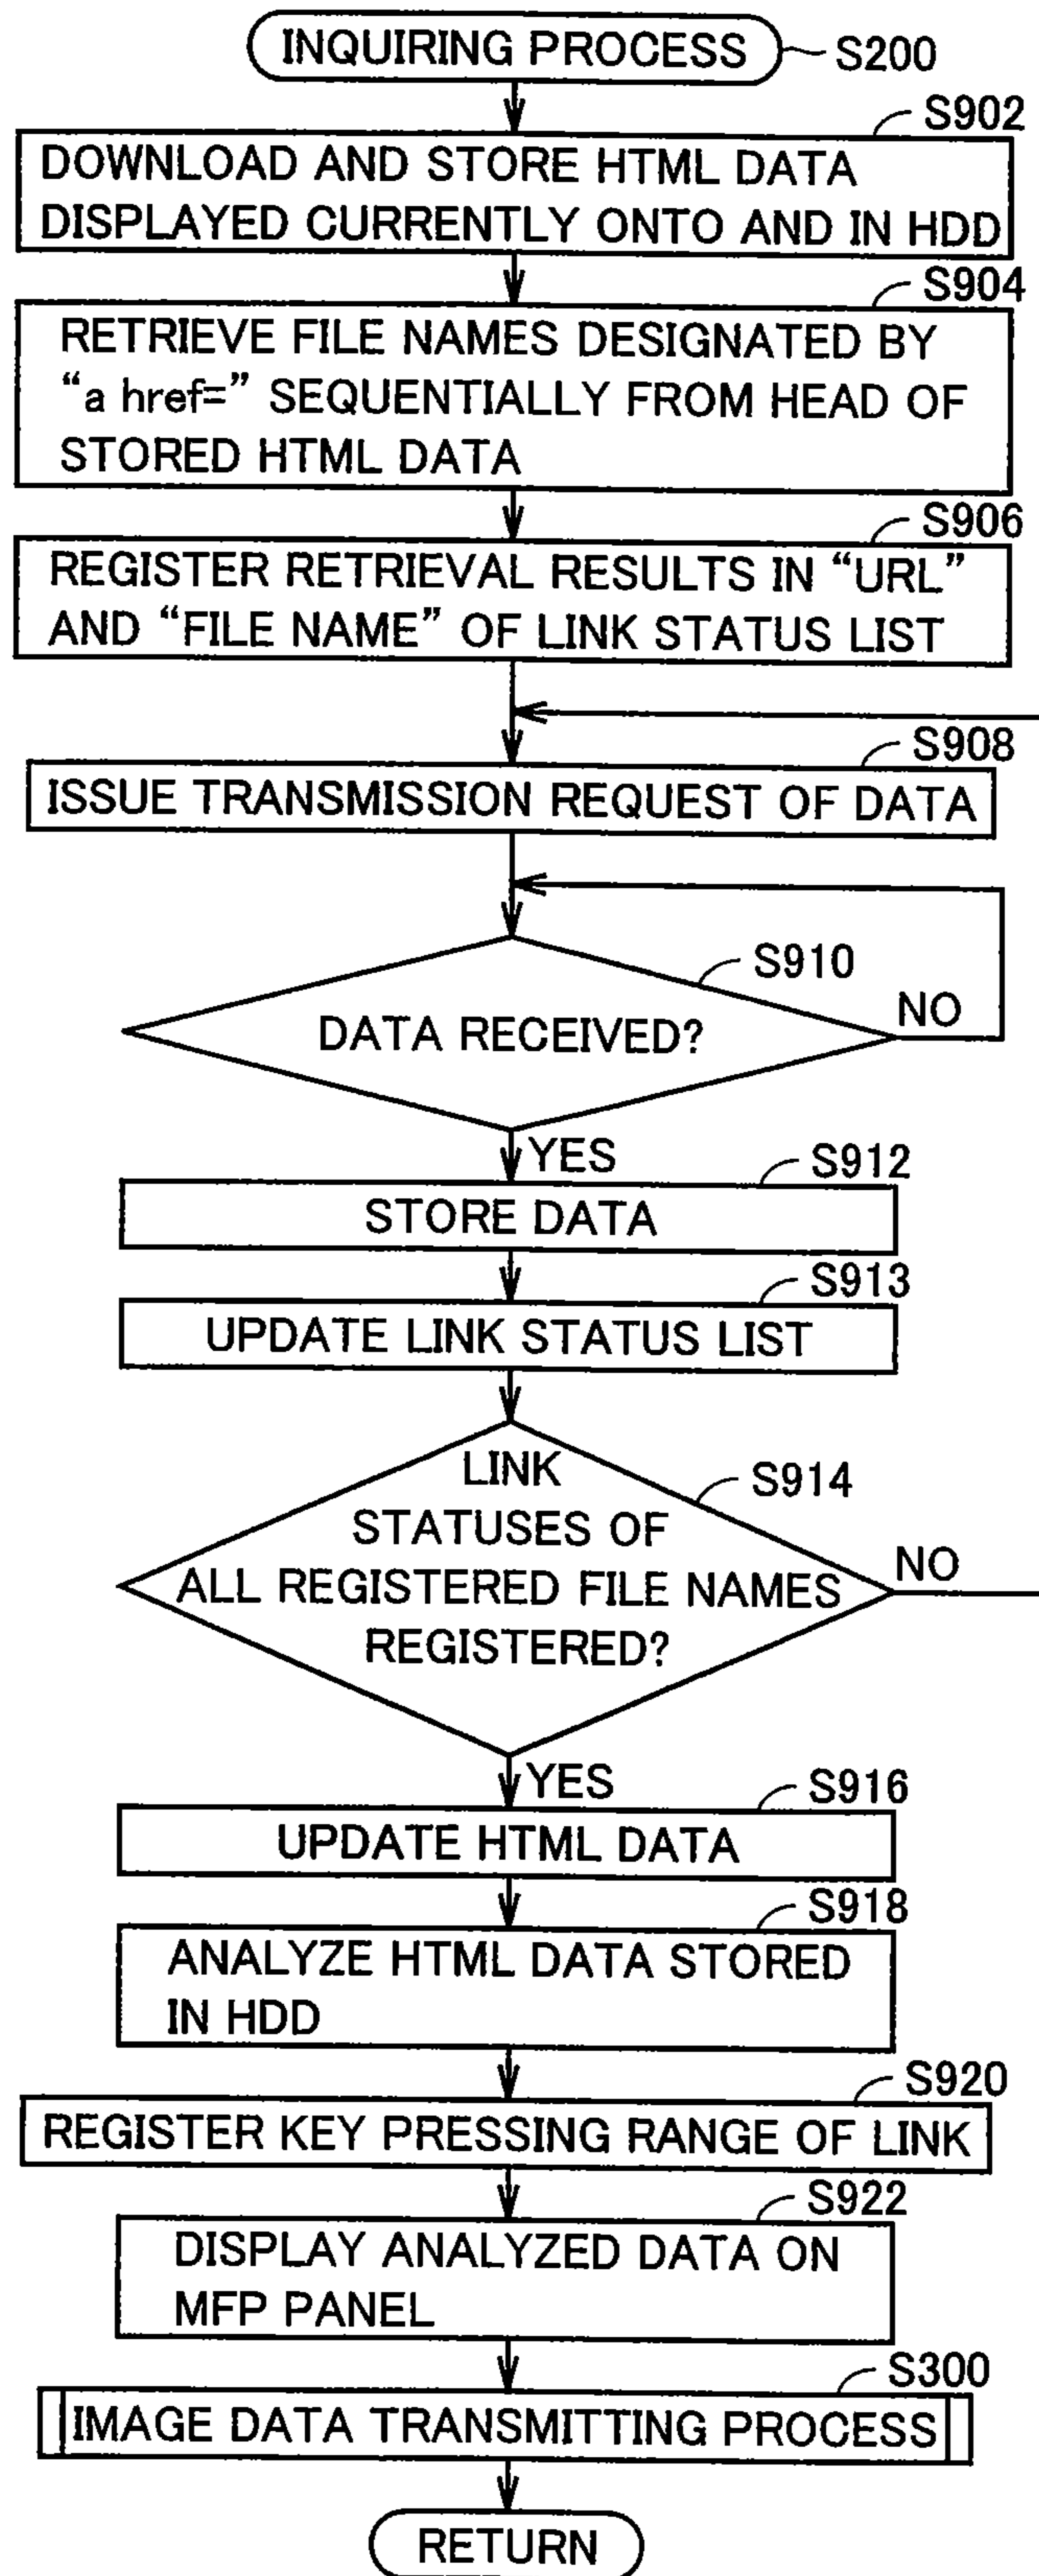 INQUIRING PROCESS
S200
S902
DOWNLOAD AND STORE HTML DATA
DISPLAYED CURRENTLY ONTO AND IN HDD
S904
RETRIEVE FILE NAMES DESIGNATED BY
“a href=” SEQUENTIALLY FROM HEAD OF
STORED HTML DATA
S906
REGISTER RETRIEVAL RESULTS IN “URL”
AND “FILE NAME” OF LINK STATUS LIST
S908
ISSUE TRANSMISSION REQUEST OF DATA
S910
DATA RECEIVED?
NO
YES
S912
STORE DATA
S913
UPDATE LINK STATUS LIST
S914
LINK
STATUSES OF
ALL REGISTERED FILE NAMES
REGISTERED?
NO
YES
S916
UPDATE HTML DATA
S918
ANALYZE HTML DATA STORED
IN HDD
S920
REGISTER KEY PRESSING RANGE OF LINK
S922
DISPLAY ANALYZED DATA ON
MFP PANEL
S300
IMAGE DATA TRANSMITTING PROCESS
RETURN